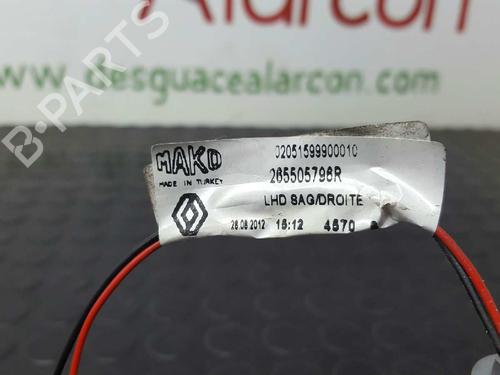 Alarcon
www.desguacealarcon.com
B-PARTS
MAKO
MADE IN TURKEY
02051599900010
265505796R
LHD SAG/DROITE
28.08.2012 15:12 4570